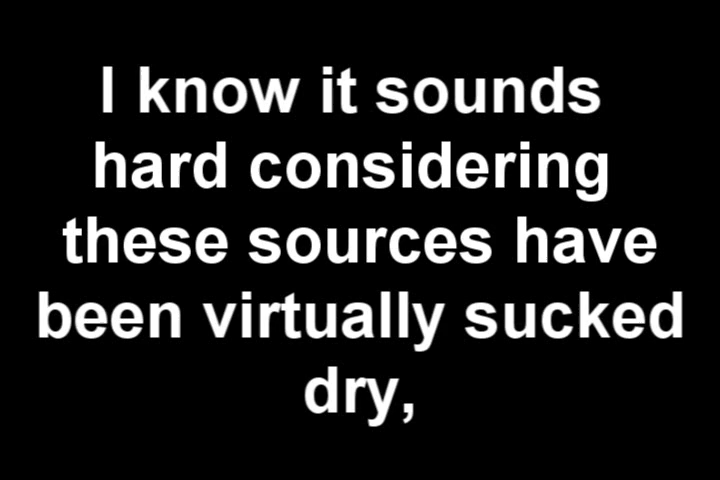 I know it sounds
hard considering
these sources have
been virtually sucked
dry,